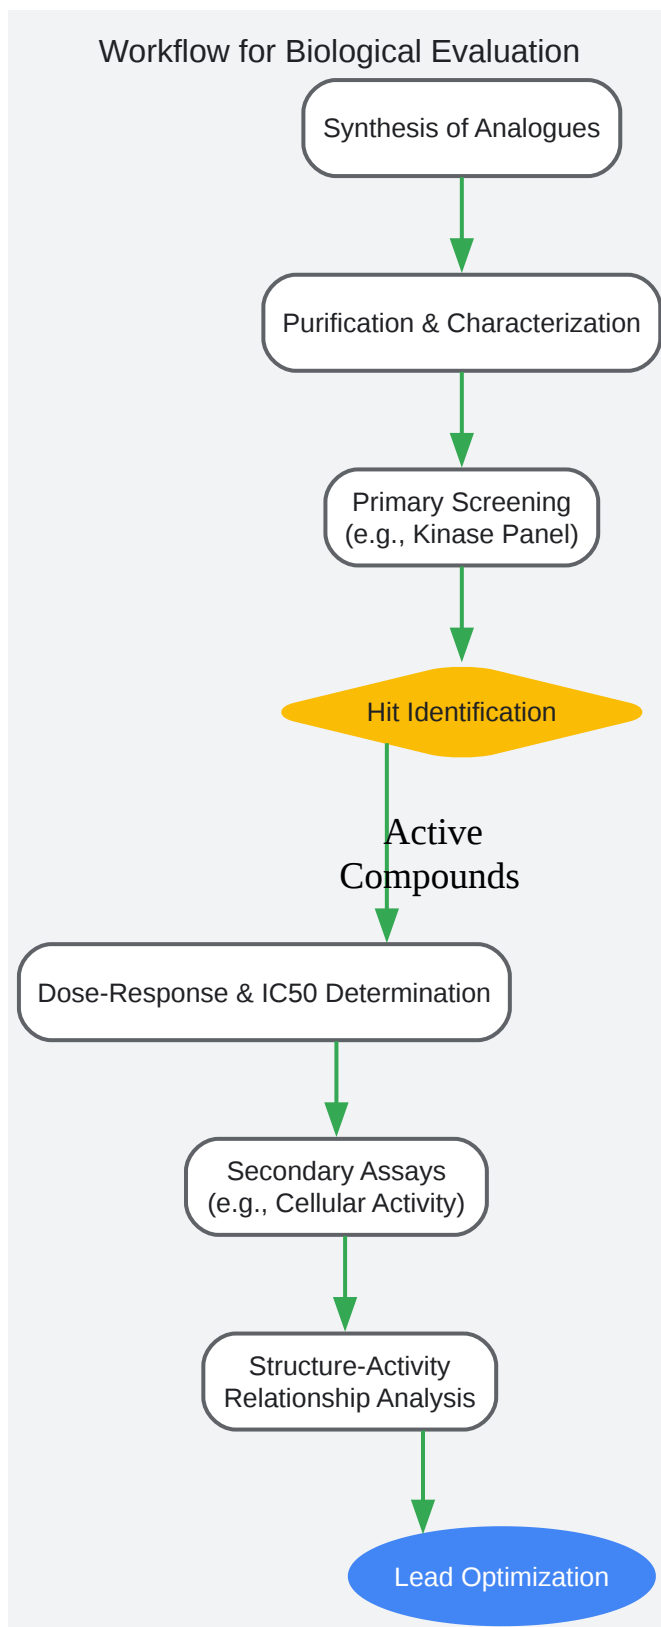 Workflow for Biological Evaluation
Synthesis of Analogues
Purification & Characterization
Primary Screening
(e.g., Kinase Panel)
Hit Identification
Active
Compounds
Dose-Response & IC50 Determination
Secondary Assays
(e.g., Cellular Activity)
Structure-Activity
Relationship Analysis
Lead Optimization